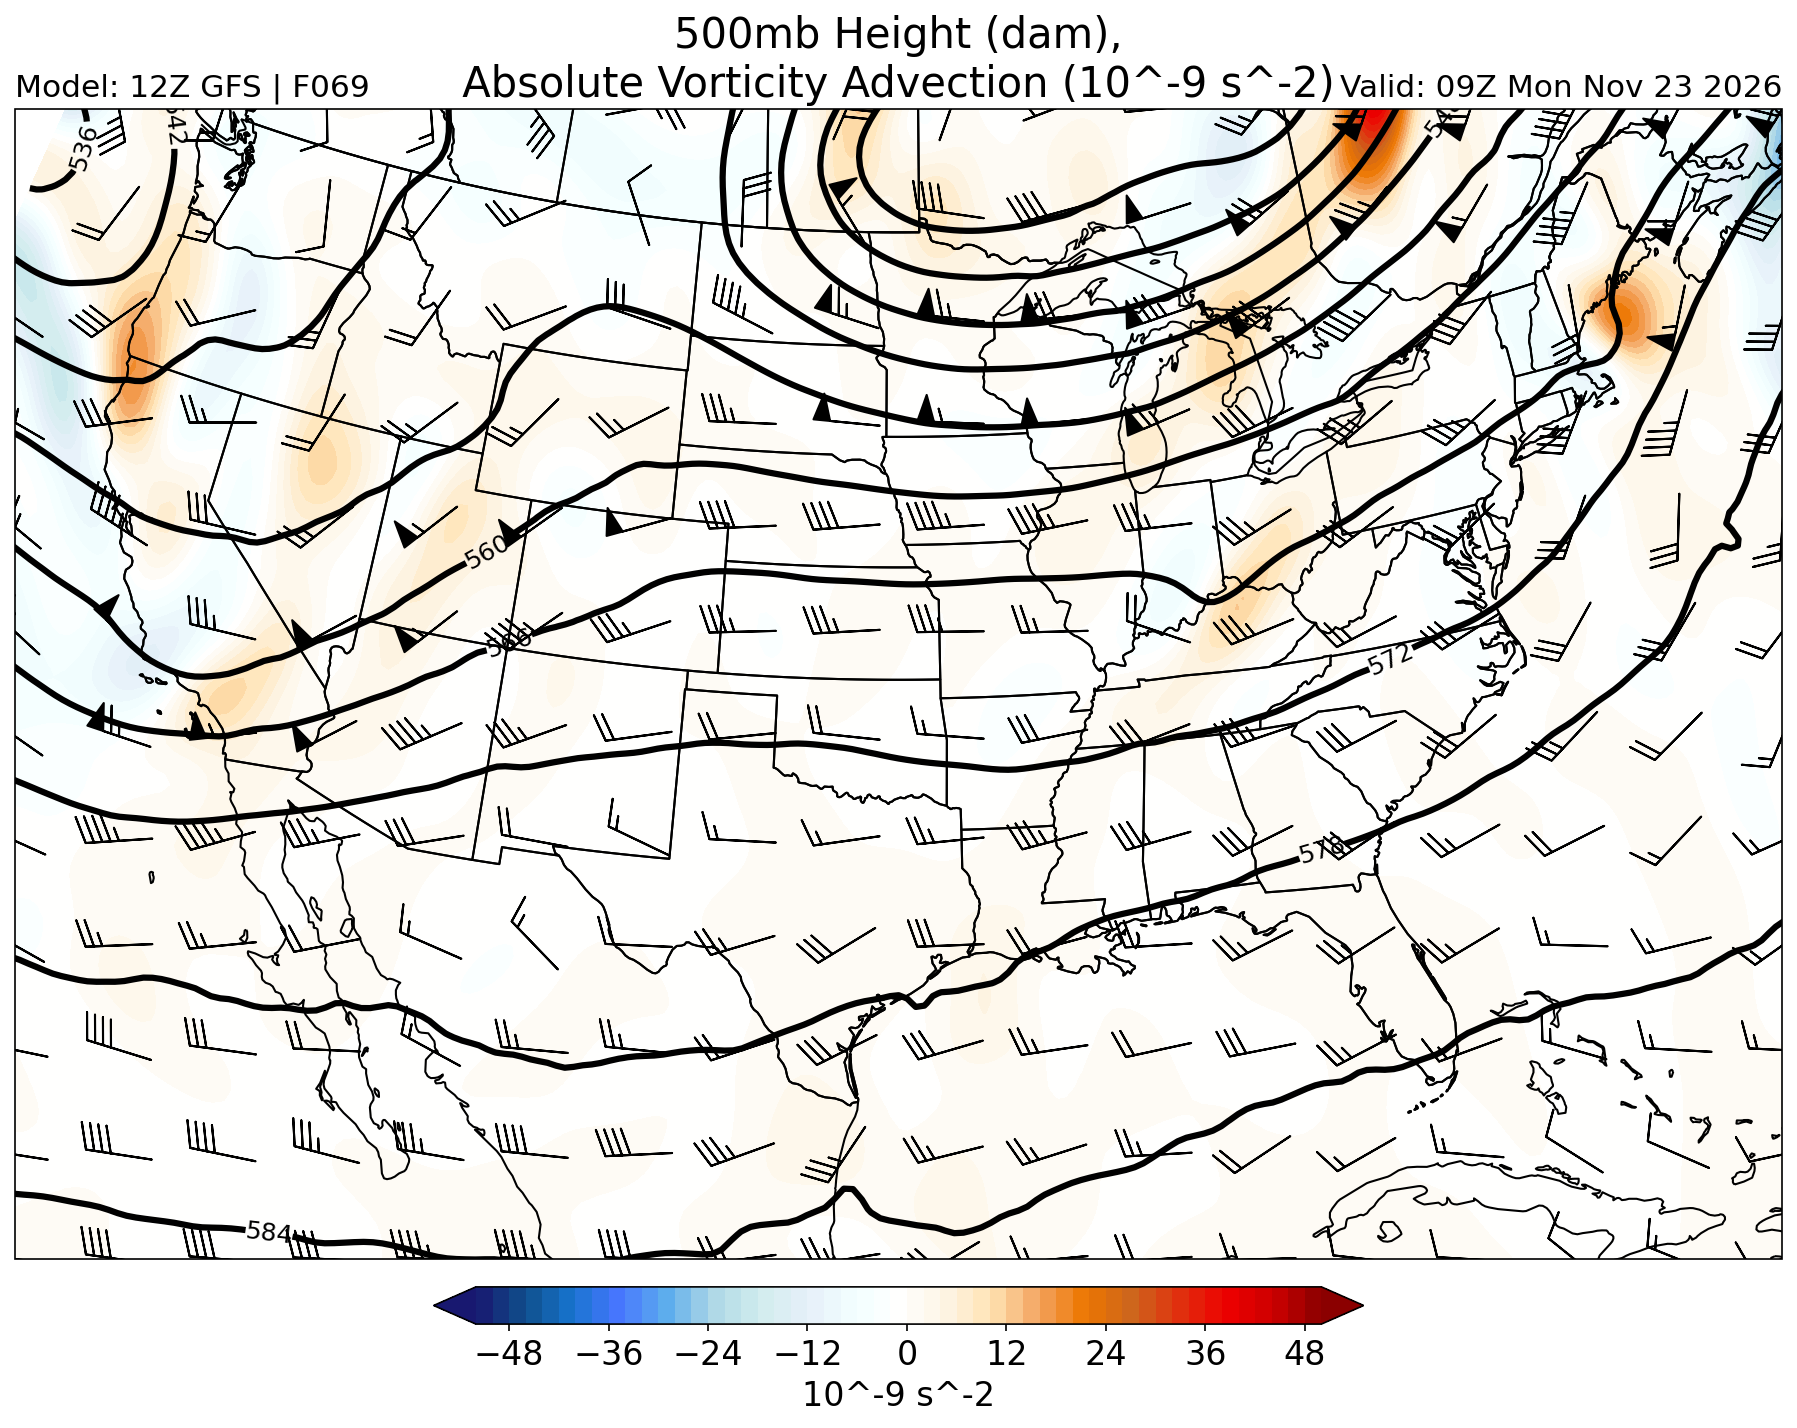 500mb Height (dam),
Model: 12Z GFS | F069 Absolute Vorticity Advection (10^-9 s^-2) Valid: 09Z Mon Nov 23 2026
536
542
560
566
572
578
584
−48 −36 −24 −12 0 12 24 36 48
10^-9 s^-2